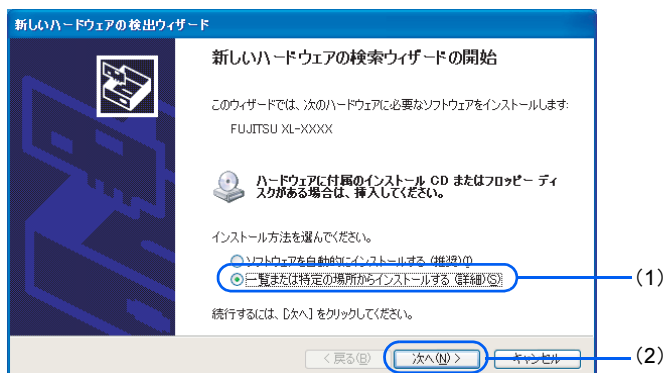 新しいハードウェアの検出ウィザード
新しいハードウェアの検索ウィザードの開始
このウィザードでは、次のハードウェアに必要なソフトウェアをインストールします:
FUJITSU XL-XXXX
ハードウェアに付属のインストール CD またはフロッピー ディ
スクがある場合は、挿入してください。
インストール方法を選んでください。
ソフトウェアを自動的にインストールする (推奨)(I)
一覧または特定の場所からインストールする (詳細)(S)
(1)
続行するには、[次へ] をクリックしてください。
< 戻る(B) 次へ(N) > キャンセル
(2)